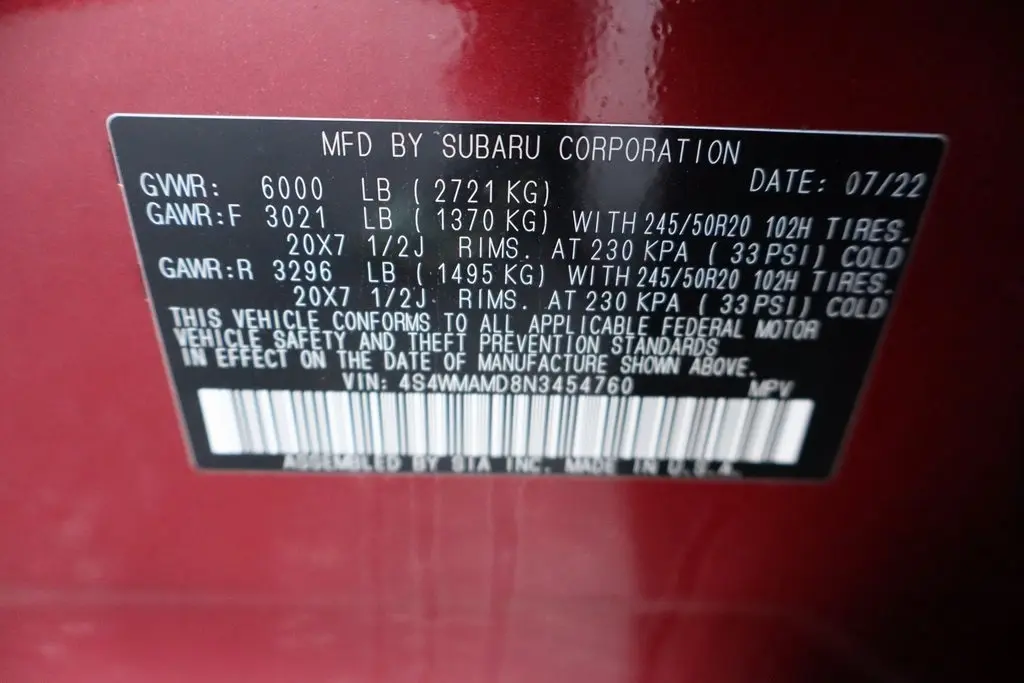 MFD BY SUBARU CORPORATION
DATE: 07/22
GVWR: 6000 LB ( 2721 KG)
GAWR:F 3021 LB ( 1370 KG) WITH 245/50R20 102H TIRES.
20X7 1/2J RIMS. AT 230 KPA ( 33 PSI) COLD
GAWR:R 3296 LB ( 1495 KG) WITH 245/50R20 102H TIRES.
20X7 1/2J RIMS. AT 230 KPA ( 33 PSI) COLD
THIS VEHICLE CONFORMS TO ALL APPLICABLE FEDERAL MOTOR
VEHICLE SAFETY AND THEFT PREVENTION STANDARDS
IN EFFECT ON THE DATE OF MANUFACTURE SHOWN ABOVE.
VIN: 4S4WMAMD8N3454760 MPV
ASSEMBLED BY SIA INC. MADE IN U.S.A.